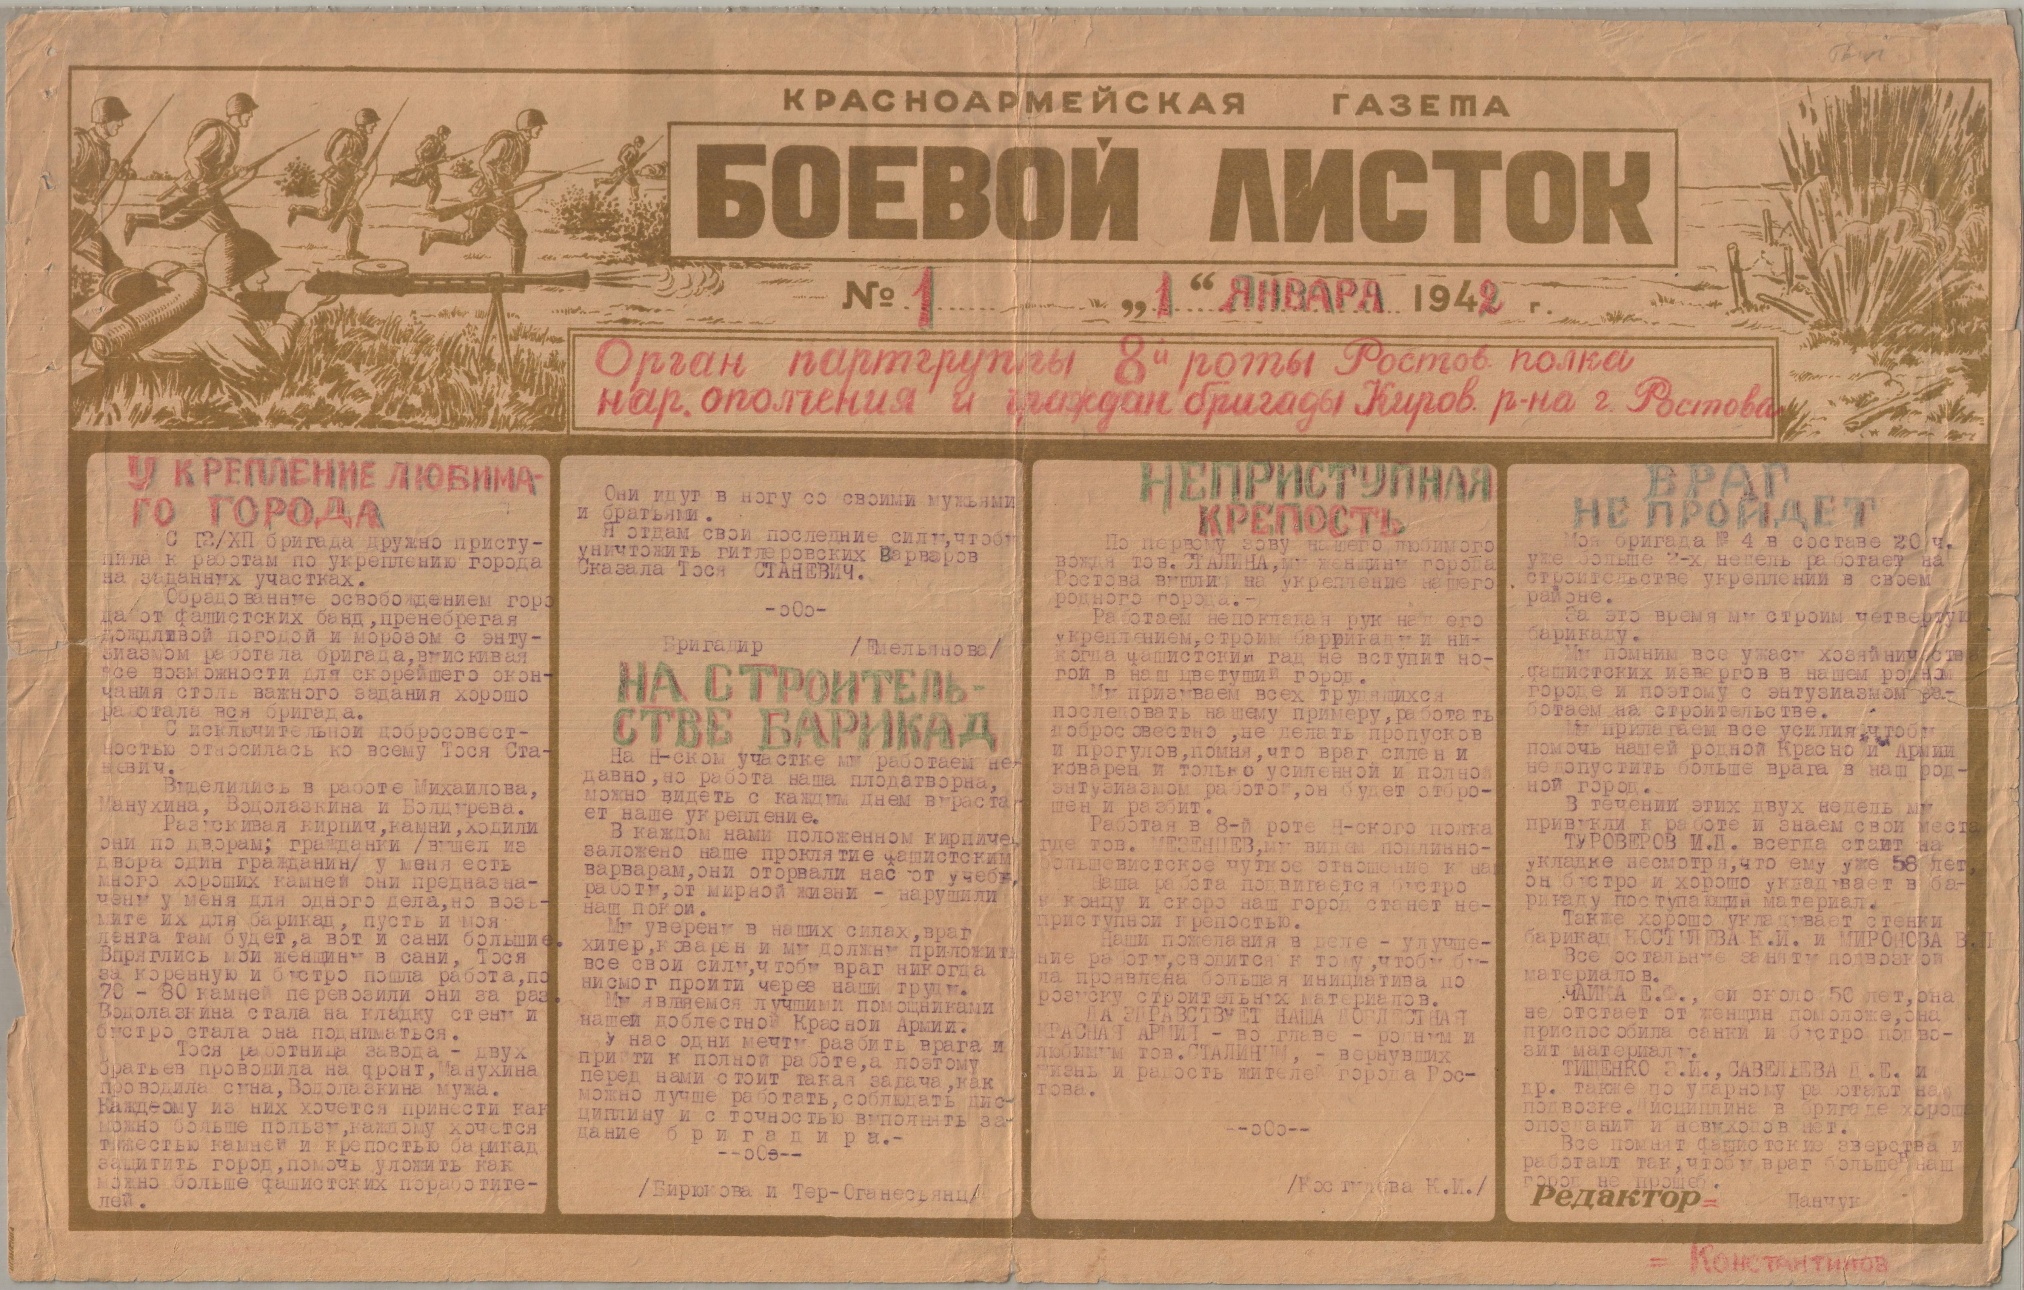 КРАСНОАРМЕЙСКАЯ ГАЗЕТА
БОЕВОЙ ЛИСТОК
№ 1 „1“ ЯНВАРЯ 1942 г.
Орган партгруппы 8й роты Ростов. полка
нар. ополчения и граждан бригады Киров. р-на г. Ростова
УКРЕПЛЕНИЕ ЛЮБИМА-
ГО ГОРОДА
С 12/ХП бригада дружно присту-
пила к работам по укреплению города
на заданных участках.
Обрадованные освобождением горо
да от фашистских банд,пренебрегая
дождливой погодой и морозом с энту-
зиазмом работала бригада,выискивая
все возможности для скорейшего окон-
чания столь важного задания хорошо
работала вся бригада.
С исключительной добросовест-
ностью относилась ко всему Тося Ста-
невич.
Выделились в работе Михайлова,
Манухина, Водолазкина и Болдырева.
Разыскивая кирпич,камни,ходили
они по дворам; гражданки /вышел из
двора один гражданин/ у меня есть
много хороших камней они предназна-
чены у меня для одного дела,но возь-
мите их для барикад, пусть и моя
лента там будет,а вот и сани большие.
Впряглись мои женщины в сани, Тося
за коренную и быстро пошла работа,по
70 - 80 камней перевозили они за раз.
Водолазкина стала на кладку стены и
быстро стала она подниматься.
Тося работница завода - двух
братьев проводила на фронт,Манухина
проводила сына,Водолазкина мужа.
Каждеому из них хочется принести как
можно больше пользы,каждому хочется
тяжестью камней и крепостью барикад
защитить город,помочь уложить как
можно больше фашистских поработите-
лей.
Они идут в ногу со своими мужьями
и братьями.
Я отдам свои последние силы,чтобы
уничтожить гитлеровских Варваров
Сказала Тося СТАНЕВИЧ.
-оОо-
Бригадир /Емельянова/
НА СТРОИТЕЛЬ-
СТВЕ БАРИКАД
На Н-ском участке мы работаем не-
давно,но работа наша плодатворна,
можно видеть с каждым днем выраста-
ет наше укрепление.
В каждом нами положенном кирпиче,
заложено наше проклятие фашистским
варварам,они оторвали нас от учебы,
работы,от мирной жизни - нарушили
наш покой.
Мы уверены в наших силах,враг
хитер,коварен и мы должны приложить
все свои силы,чтобы враг никогда
нисмог пройти через наши труды.
Мы являемся лучшими помощниками
нашей доблестной Красной Армии.
У нас одни мечты разбить врага и
притти к полной работе,а поэтому
перед нами стоит такая задача,как
можно лучше работать,соблюдать дис-
циплину и с точностью выполнять за-
дание б р и г а д и р а.-
--оОо--
/Бирюкова и Тер-Оганесьянц/
НЕПРИСТУПНАЯ
КРЕПОСТЬ
По первому зову нашего любимого
вождя тов.СТАЛИНА,мы женщины города
Ростова вышли на укрепление нашего
родного города.-
Работаем непокладая рук над его
укреплением,строим баррикады и ни-
когда фашистский гад не вступит но-
гой в наш цветущий город.
Мы призываем всех трудящихся
последовать нашему примеру,работать
добросовестно ,не делать пропусков
и прогулов,помня,что враг силен и
коварен и только усиленной и полной
энтузиазмом работой,он будет отбро-
шен и разбит.
Работая в 8-й роте Н-ского полка
где тов. МЕЗЕНЦЕВ,мы видим подлинно-
большевистское чуткое отношение к нам
Наша работа подвигается быстро
к концу и скоро наш город станет не-
приступной крепостью.
Наши пожелания в деле - улучше-
ние работы,сводится к тому,чтобы бы-
ла проявлена большая инициатива по
розыску строительных материалов.
ДА ЗДРАВСТВУЕТ НАША ДОБЛЕСТНАЯ
КРАСНАЯ АРМИЯ - во главе - родным и
любимым тов.СТАЛИНЫМ, - вернувших
жизнь и радость жителей города Рос-
това.
--оОо--
/Костылева К.И./
ВРАГ
НЕ ПРОЙДЕТ
Моя бригада № 4 в составе 20 ч.
уже больше 2-х недель работает на
строительстве укреплений в своем
районе.
За это время мы строим четвертую
барикаду.
Мы помним все ужасы хозяйничества
фашистских извергов в нашем родном
городе и поэтому с энтузиазмом ра-
ботаем на строительстве.
Мы прилагаем все усилия,чтобы
помочь нашей родной Красной Армии
недопустить больше врага в наш род-
ной город.
В течении этих двух недель мы
привыкли к работе и знаем свои места
ТУРОВЕРОВ И.Д. всегда стаит на
укладке несмотря,что ему уже 58 лет,
он быстро и хорошо укладывает в ба-
рикаду поступающий материал.
Также хорошо укладывает стенки
барикад КОСТЫЛЕВА К.И. и МИРОНОВА В.
Все остальные заняты подвозкой
материалов.
ЧАЙКА Е.Ф., ей около 50 лет,она
не отстает от женщин помоложе,она
приспособила санки и быстро подво-
зит материалы.
ТИЩЕНКО З.И.,САВЕЛЬЕВА Д.Е. и
др. также по ударному работают на
подвозке.Дисциплина в бригаде хороша
опозданий и невыходов нет.
Все помнят фашистские зверства и
работают так,чтобы враг больше в наш
город не прошел.
Редактор= Панчук
= Константинов